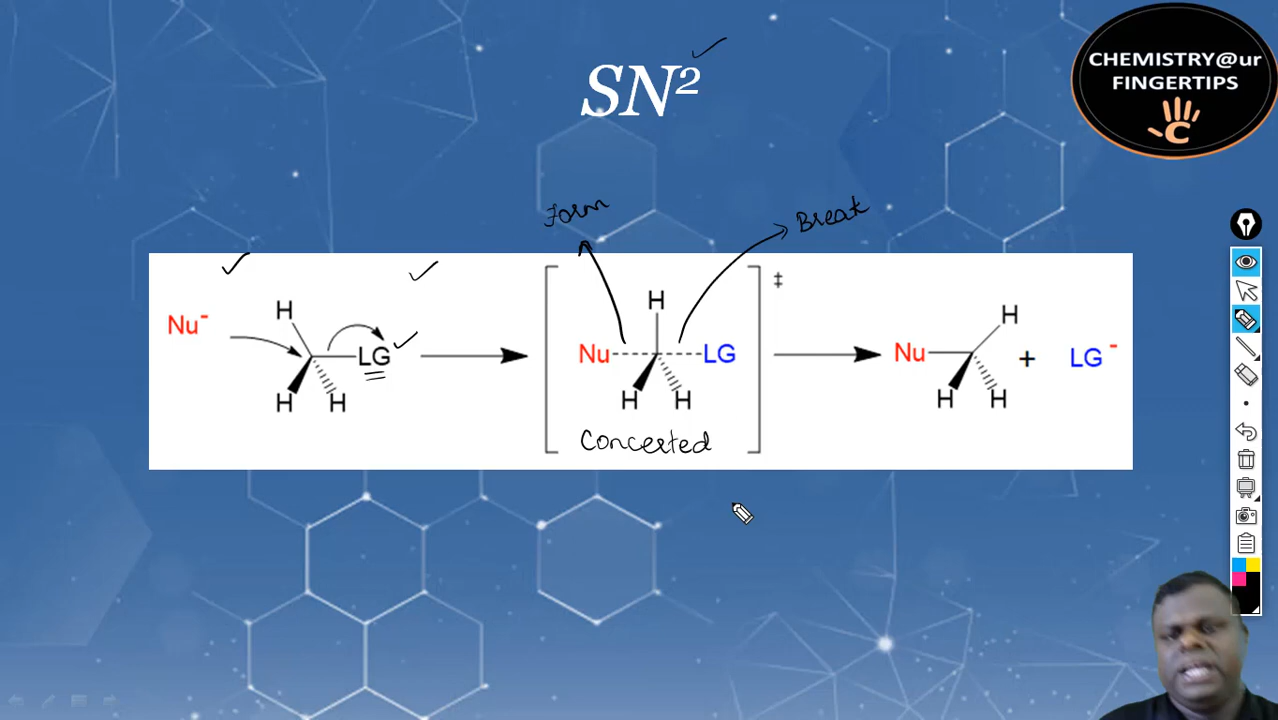 SN²
CHEMISTRY@ur
FINGERTIPS
C
Form
Break
Nu⁻
H
LG
H H
H
Nu LG
H H
‡
Concerted
H
Nu
H H
+ LG⁻